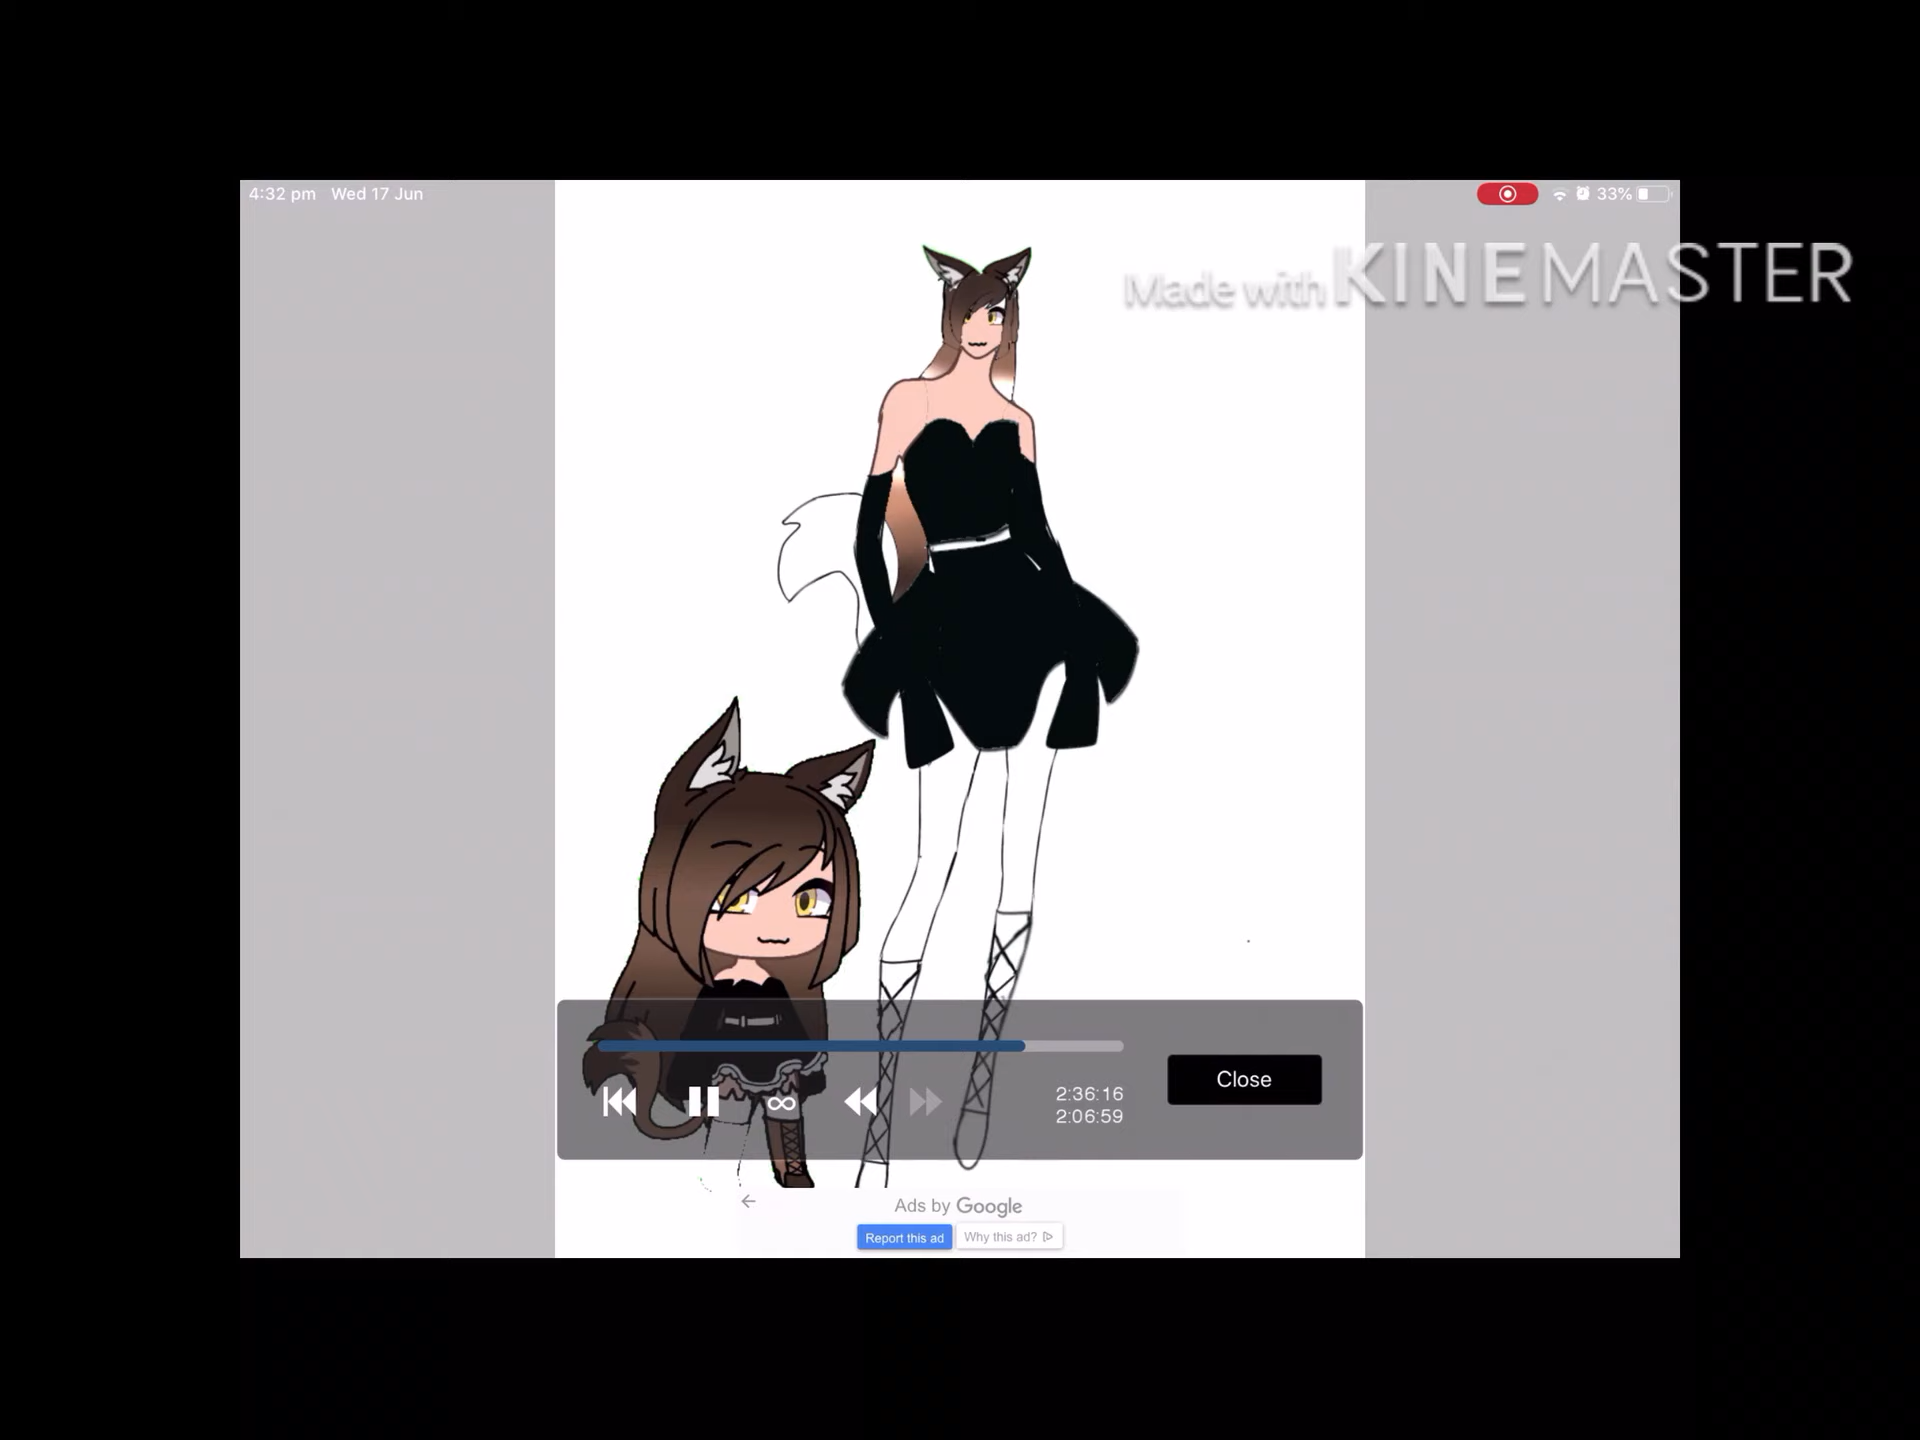 4:32 pm Wed 17 Jun
33%
Made with KINEMASTER
2:36:16
2:06:59
Close
Ads by Google
Report this ad
Why this ad?